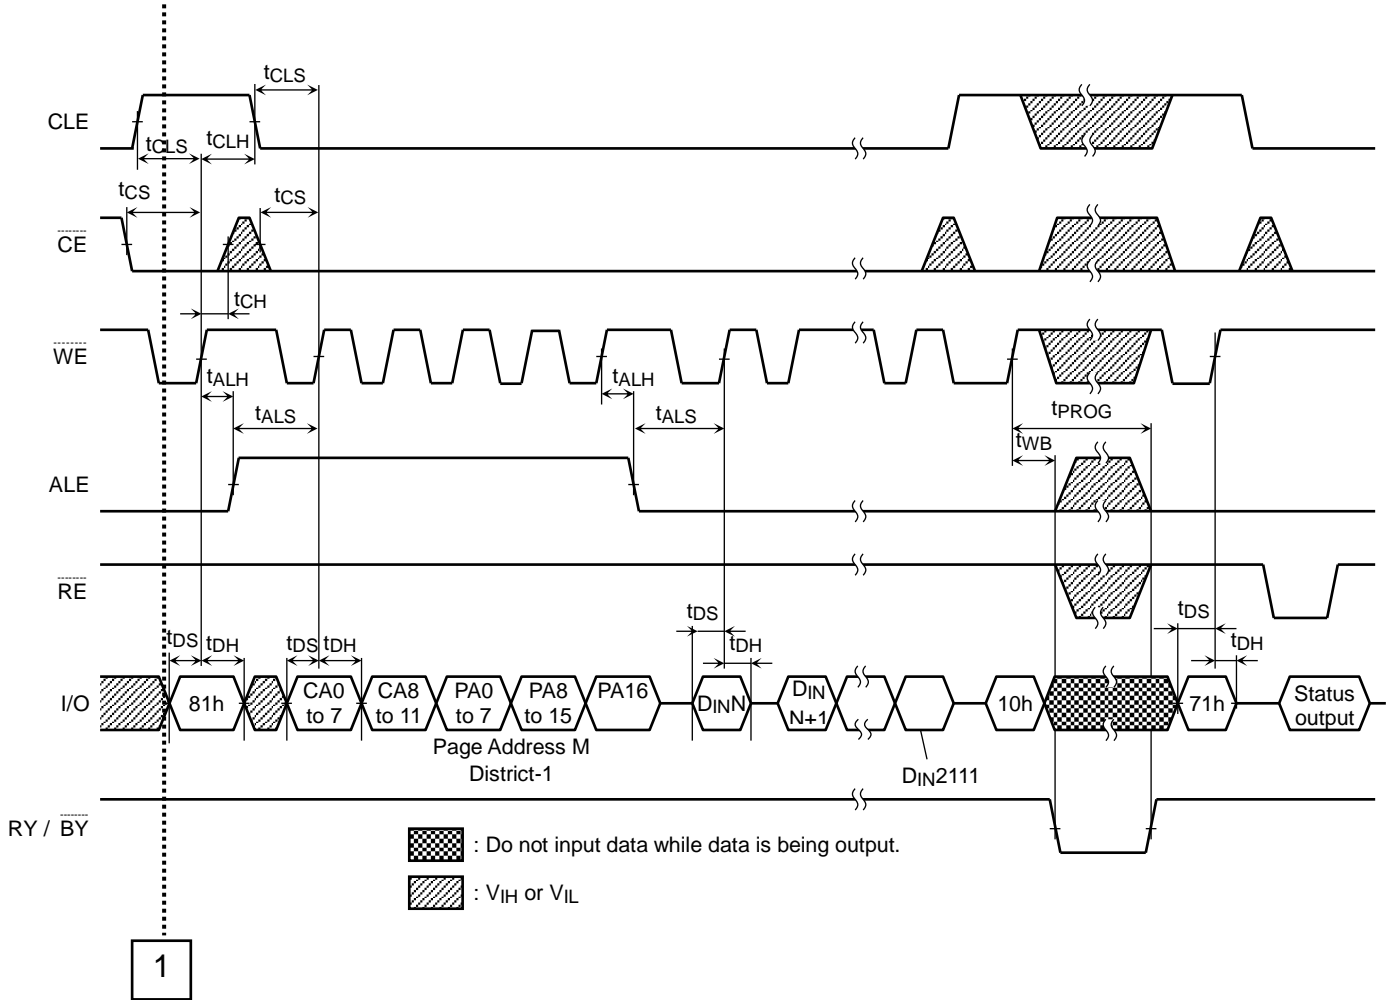 tCLS
CLE
tCLS tCLH
tCS tCS
CE
tCH
WE
tALH tALH
tALS tALS tPROG
tWB
ALE
RE
tDS tDH tDS tDH tDS tDH tDS tDH
I/O 81h CA0 to 7 CA8 to 11 PA0 to 7 PA8 to 15 PA16 DINN DIN N+1 10h 71h Status output
Page Address M
District-1
DIN2111
RY / BY
: Do not input data while data is being output.
: VIH or VIL
1